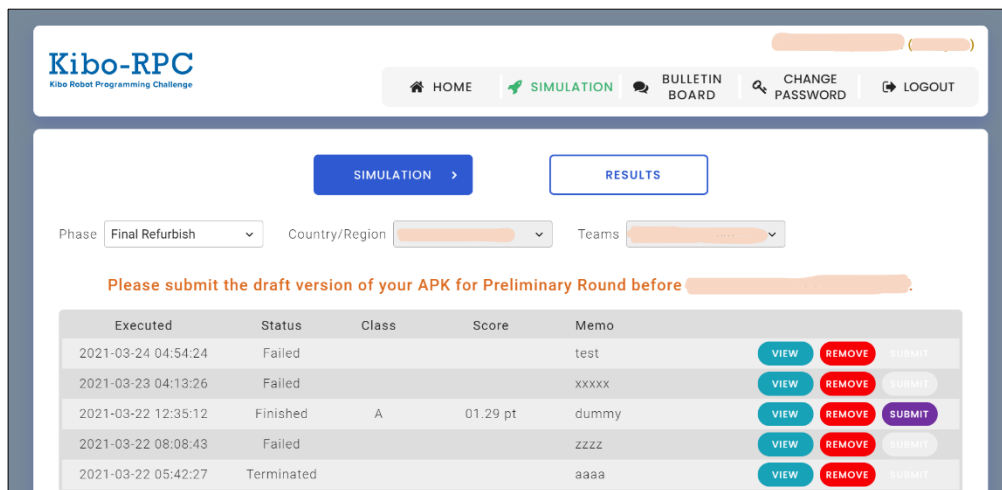 Kibo-RPC
Kibo Robot Programming Challenge
HOME SIMULATION BULLETIN BOARD CHANGE PASSWORD LOGOUT
SIMULATION > RESULTS
Phase Final Refurbish Country/Region Teams
Please submit the draft version of your APK for Preliminary Round before .
Executed Status Class Score Memo
2021-03-24 04:54:24 Failed test VIEW REMOVE SUBMIT
2021-03-23 04:13:26 Failed xxxxx VIEW REMOVE SUBMIT
2021-03-22 12:35:12 Finished A 01.29 pt dummy VIEW REMOVE SUBMIT
2021-03-22 08:08:43 Failed zzzz VIEW REMOVE SUBMIT
2021-03-22 05:42:27 Terminated aaaa VIEW REMOVE SUBMIT